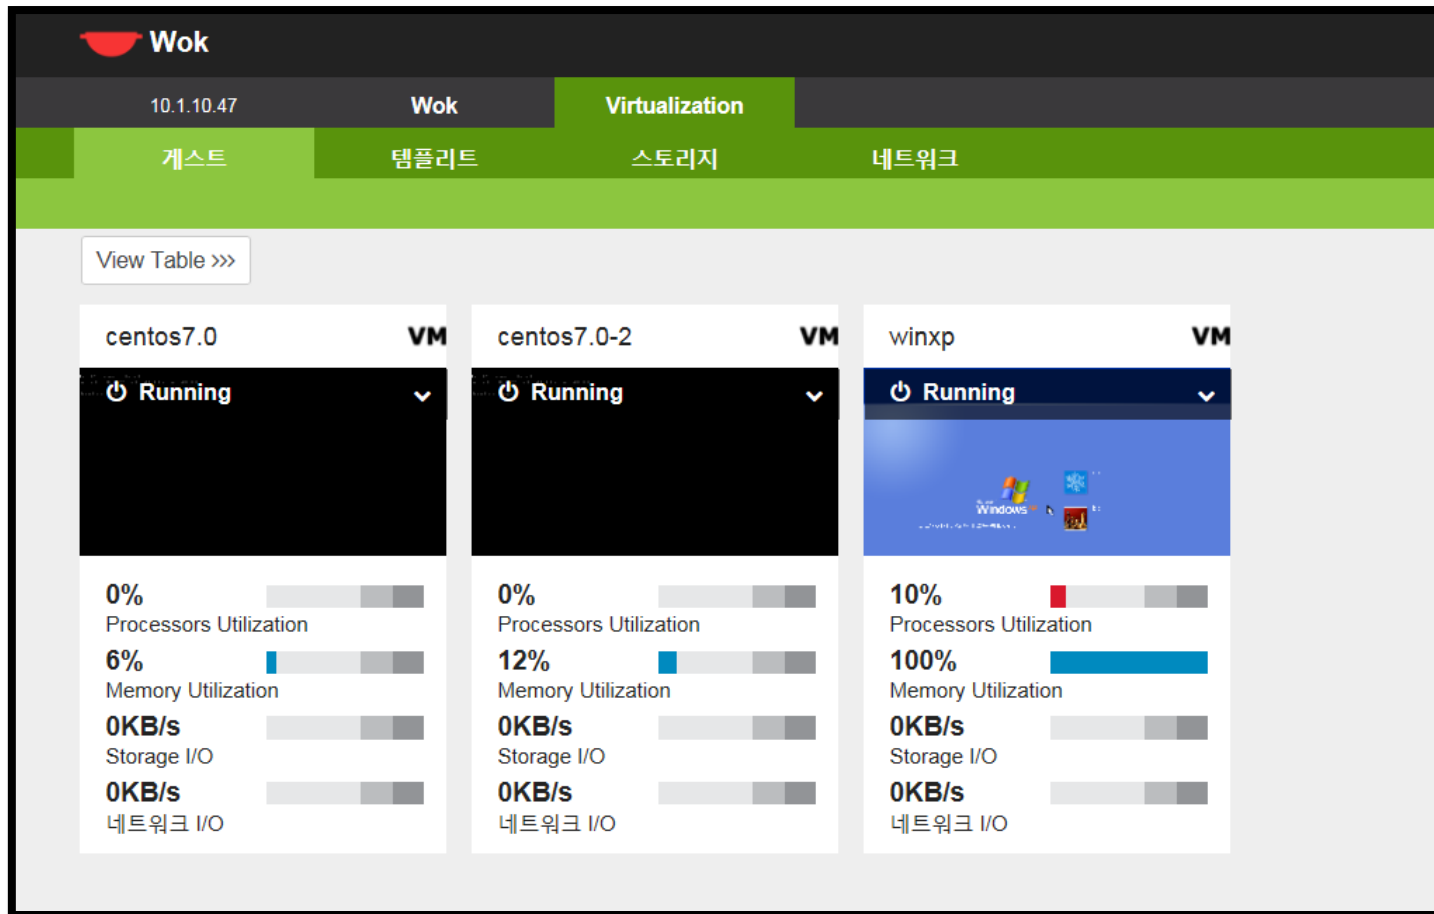 Wok
10.1.10.47 Wok Virtualization
게스트 템플리트 스토리지 네트워크
View Table >>>
centos7.0 VM
Running
0%
Processors Utilization
6%
Memory Utilization
0KB/s
Storage I/O
0KB/s
네트워크 I/O
centos7.0-2 VM
Running
0%
Processors Utilization
12%
Memory Utilization
0KB/s
Storage I/O
0KB/s
네트워크 I/O
winxp VM
Running
Windows
10%
Processors Utilization
100%
Memory Utilization
0KB/s
Storage I/O
0KB/s
네트워크 I/O